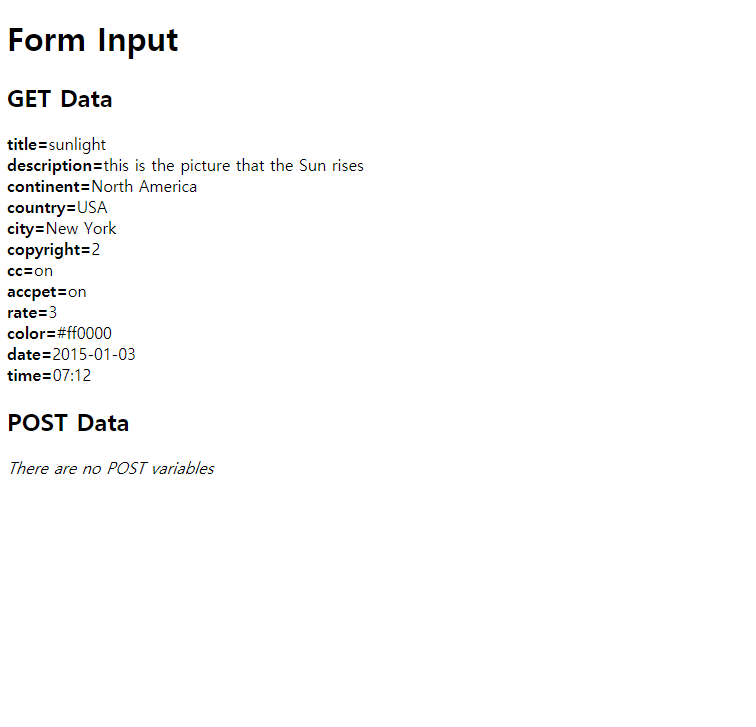 Form Input
GET Data
title=sunlight
description=this is the picture that the Sun rises
continent=North America
country=USA
city=New York
copyright=2
cc=on
accpet=on
rate=3
color=#ff0000
date=2015-01-03
time=07:12
POST Data
There are no POST variables